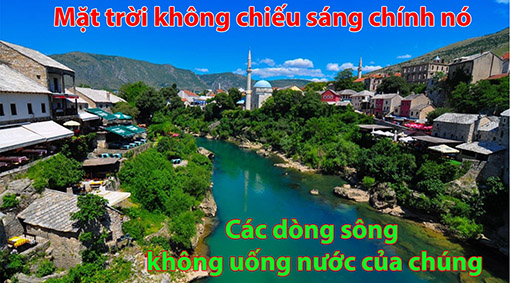 Mặt trời không chiếu sáng chính nó
Các dòng sông
không uống nước của chúng